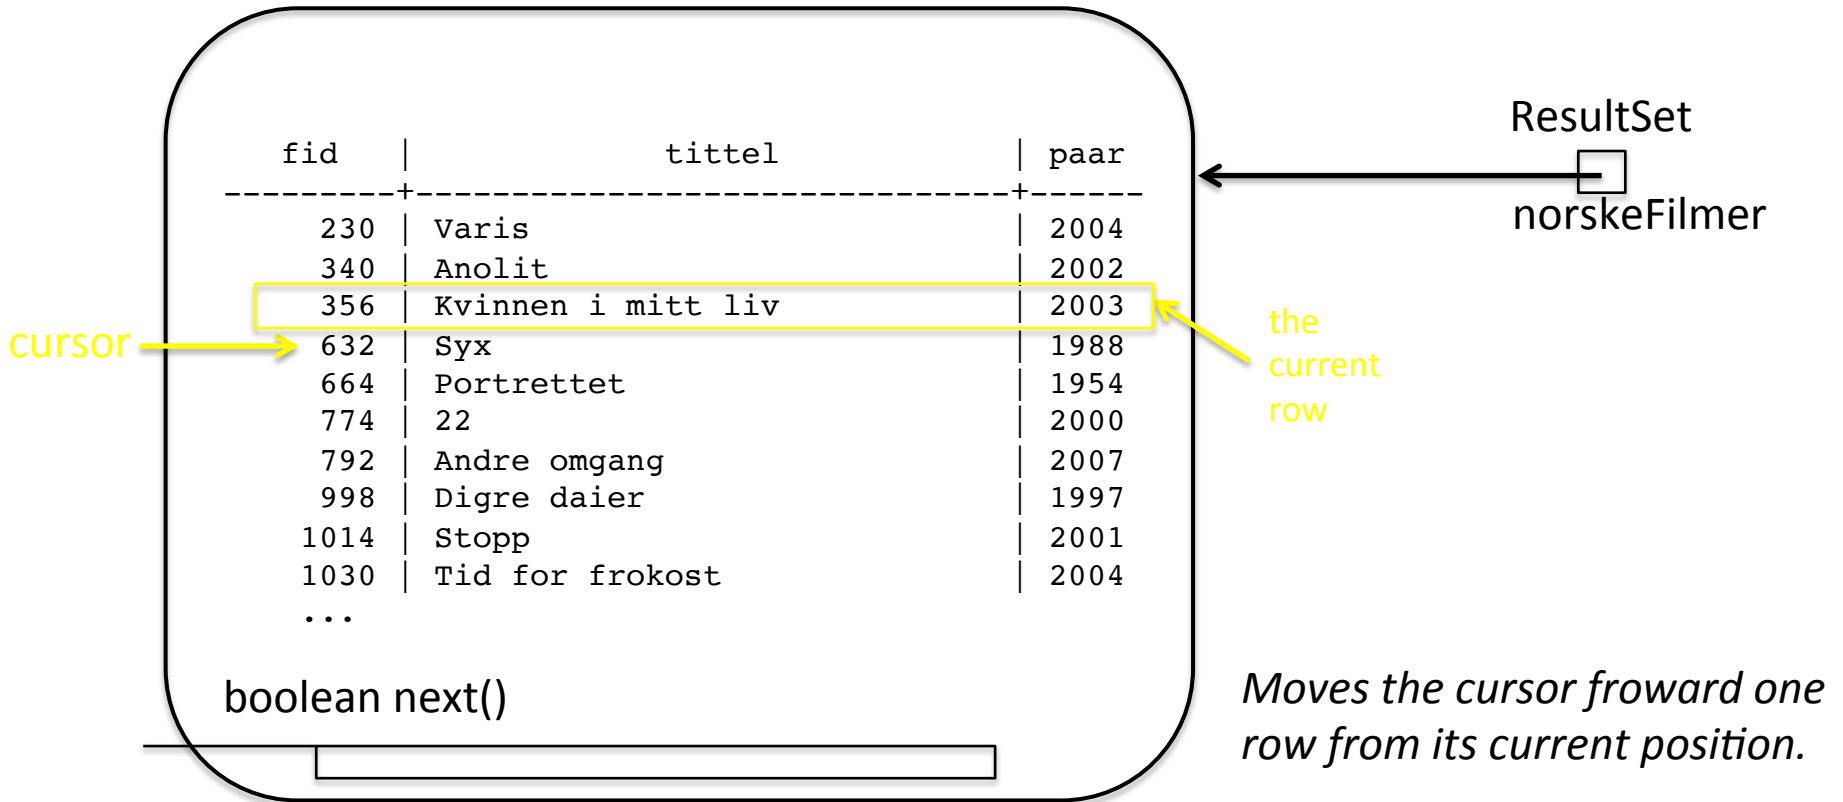 ResultSet
norskeFilmer
fid | tittel | paar
---------+-------------------------------+------
230 | Varis | 2004
340 | Anolit | 2002
356 | Kvinnen i mitt liv | 2003
632 | Syx | 1988
664 | Portrettet | 1954
774 | 22 | 2000
792 | Andre omgang | 2007
998 | Digre daier | 1997
1014 | Stopp | 2001
1030 | Tid for frokost | 2004
...
cursor
the
current
row
boolean next()
Moves the cursor froward one
row from its current position.